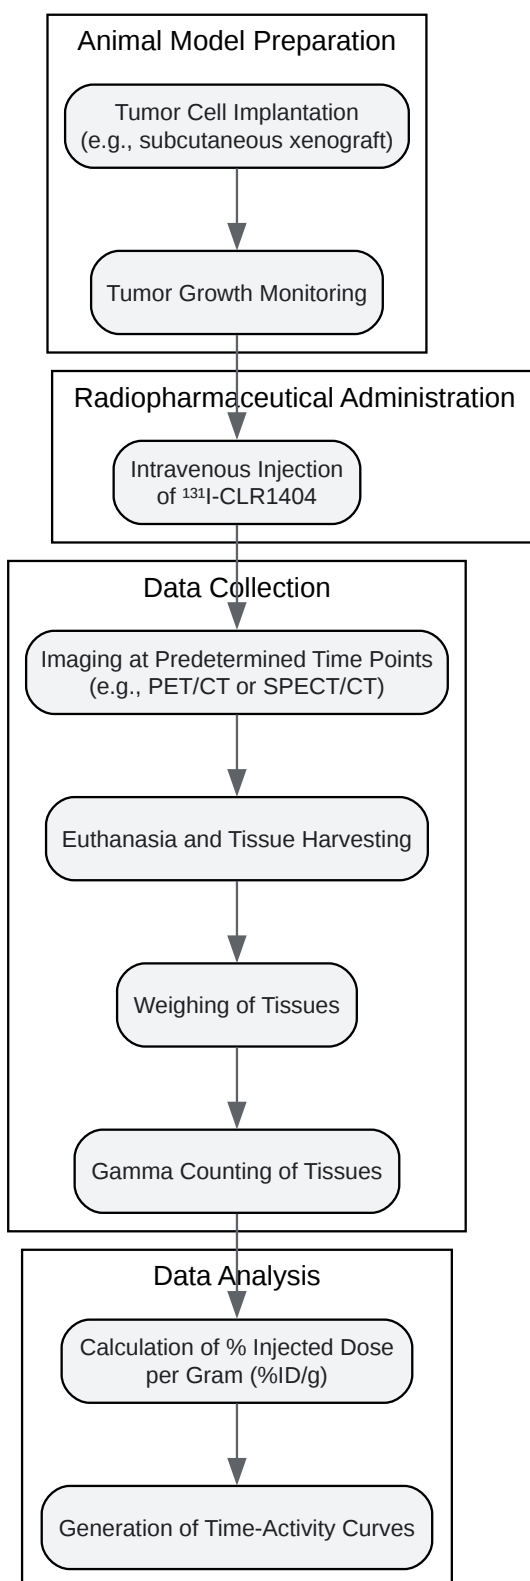 Animal Model Preparation
Tumor Cell Implantation
(e.g., subcutaneous xenograft)
Tumor Growth Monitoring
Radiopharmaceutical Administration
Intravenous Injection
of ¹³¹I-CLR1404
Data Collection
Imaging at Predetermined Time Points
(e.g., PET/CT or SPECT/CT)
Euthanasia and Tissue Harvesting
Weighing of Tissues
Gamma Counting of Tissues
Data Analysis
Calculation of % Injected Dose
per Gram (%ID/g)
Generation of Time-Activity Curves